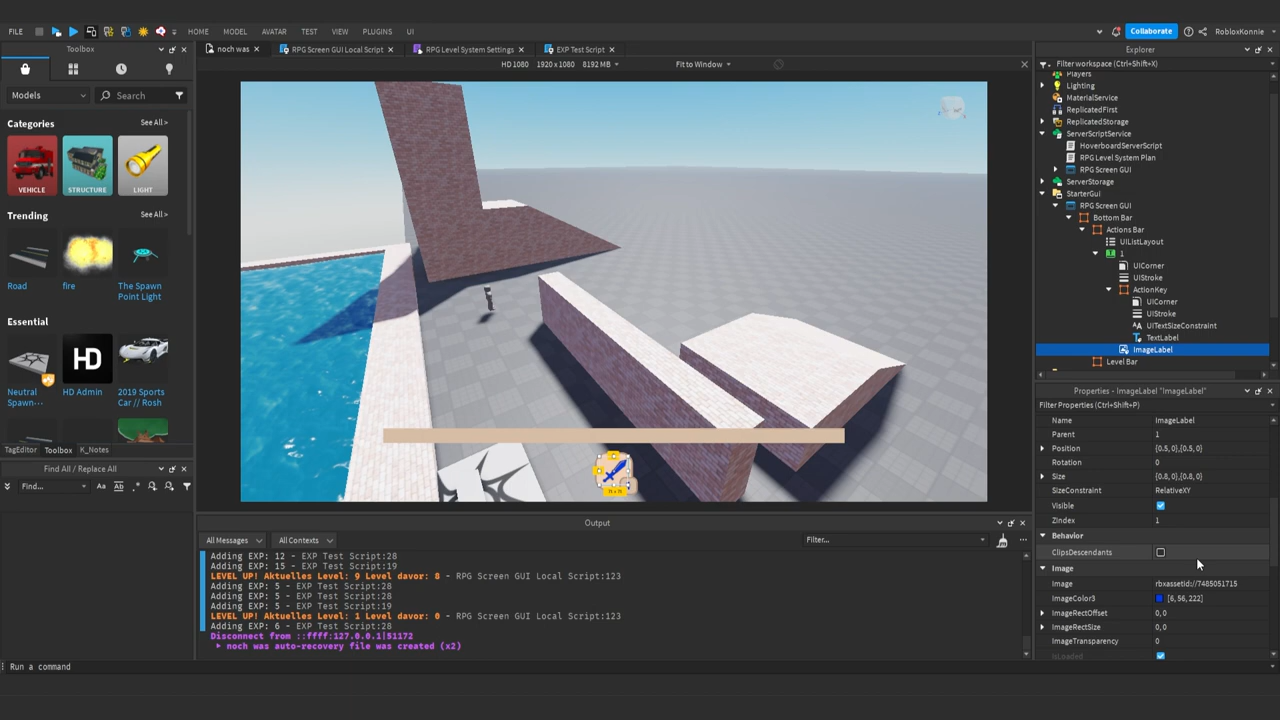 FILE HOME MODEL AVATAR TEST VIEW PLUGINS UI Collaborate RobloxKonnie
Toolbox
noch was RPG Screen GUI Local Script RPG Level System Settings EXP Test Script
Explorer
HD 1080 1920 x 1080 8192 MB Fit to Window
Filter workspace (Ctrl+Shift+X)
Models Search
Categories See All >
VEHICLE STRUCTURE LIGHT
Trending See All >
Road fire The Spawn
Point Light
Essential See All >
HD
Neutral HD Admin 2019 Sports
Spawn--- Car // Rosh
TagEditor Toolbox K_Notes
Find All / Replace All
Find... Aa Ab .*
Players
Lighting
MaterialService
ReplicatedFirst
ReplicatedStorage
ServerScriptService
HoverboardServerScript
RPG Level System Plan
RPG Screen GUI
ServerStorage
StarterGui
RPG Screen GUI
Bottom Bar
Actions Bar
UIListLayout
1
UICorner
UIStroke
ActionKey
UICorner
UIStroke
UITextSizeConstraint
TextLabel
ImageLabel
Level Bar
Properties - ImageLabel "ImageLabel"
Filter Properties (Ctrl+Shift+P)
Name ImageLabel
Parent 1
Position {0.5, 0},{0.5, 0}
Rotation 0
Size {0.8, 0},{0.8, 0}
SizeConstraint RelativeXY
Visible
ZIndex 1
Behavior
ClipsDescendants
Image
Image rbxassetid://7485051715
ImageColor3 [6, 56, 222]
ImageRectOffset 0, 0
ImageRectSize 0, 0
ImageTransparency 0
IsLoaded
Output
All Messages All Contexts Filter...
Adding EXP: 12 - EXP Test Script:28
Adding EXP: 15 - EXP Test Script:19
LEVEL UP! Aktuelles Level: 9 Level davor: 8 - RPG Screen GUI Local Script:123
Adding EXP: 5 - EXP Test Script:28
Adding EXP: 5 - EXP Test Script:28
Adding EXP: 5 - EXP Test Script:19
LEVEL UP! Aktuelles Level: 1 Level davor: 0 - RPG Screen GUI Local Script:123
Adding EXP: 6 - EXP Test Script:28
Disconnect from ::ffff:127.0.0.1|51172
noch was auto-recovery file was created (x2)
Run a command